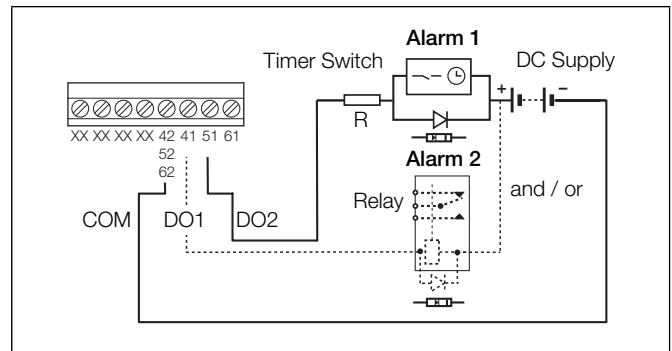 Alarm 1
Timer Switch
DC Supply
+
–
R
XX XX XX XX 42 41 51 61
52
62
Alarm 2
Relay
and / or
COM
DO1
DO2